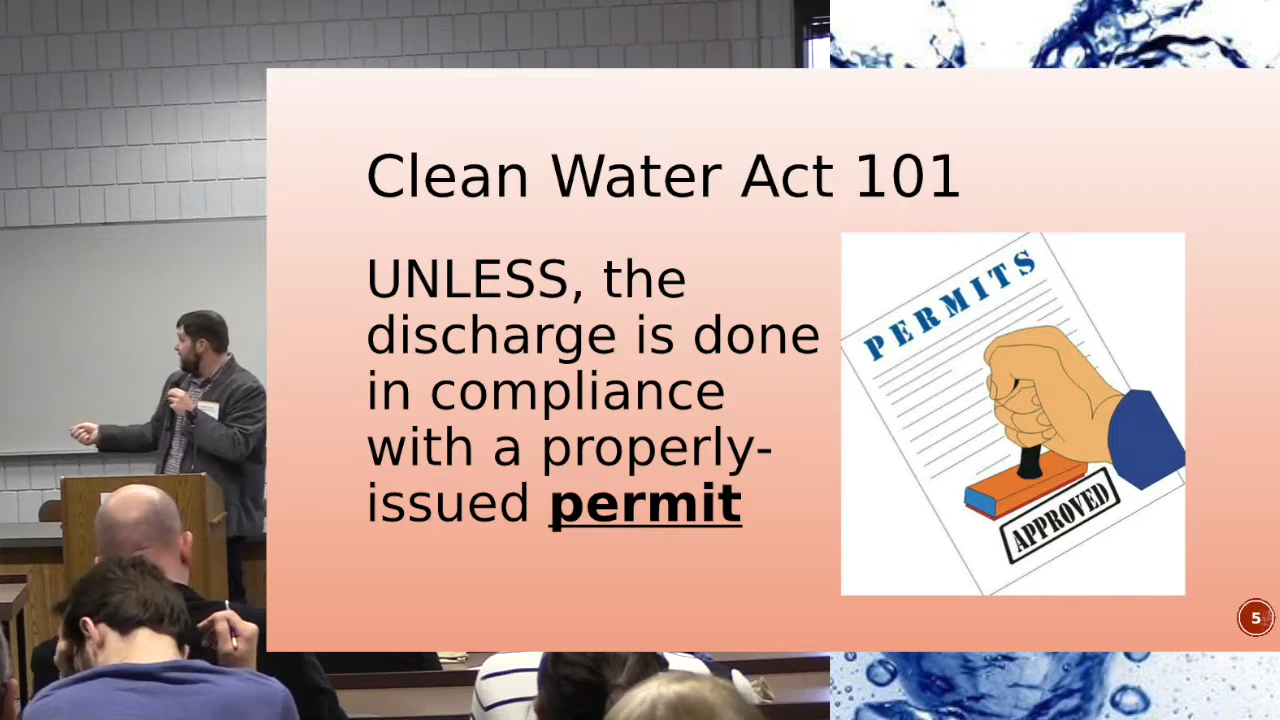 Clean Water Act 101
UNLESS, the
discharge is done
in compliance
with a properly-
issued permit
PERMITS
APPROVED
5